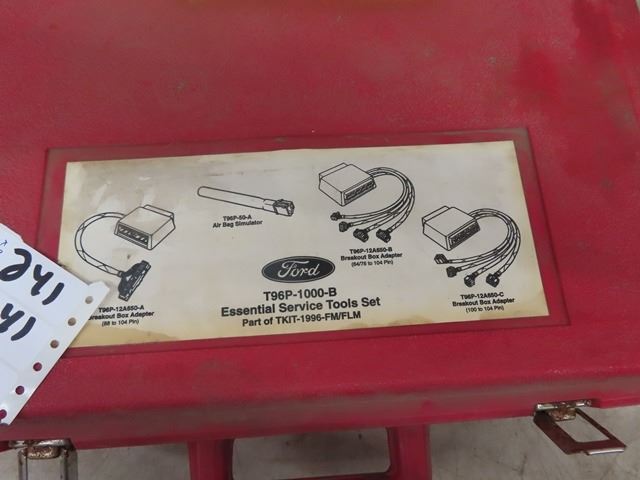 T96P-50-A
Air Bag Simulator
T96P-12A650-B
Breakout Box Adapter
(64/76 to 104 Pin)
T96P-12A650-C
Breakout Box Adapter
(100 to 104 Pin)
T96P-12A650-A
Breakout Box Adapter
(88 to 104 Pin)
Ford
T96P-1000-B
Essential Service Tools Set
Part of TKIT-1996-FM/FLM